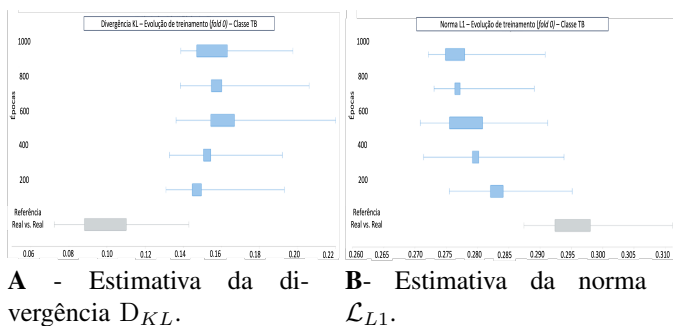 Divergência KL – Evolução de treinamento (fold 0) – Classe TB
Épocas
1000
800
600
400
200
Referência
Real vs. Real
0.06 0.08 0.10 0.12 0.14 0.16 0.18 0.20 0.22
A - Estimativa da di-
vergência D_KL.
Norma L1 – Evolução de treinamento (fold 0) – Classe TB
Épocas
1000
800
600
400
200
Referência
Real vs. Real
0.260 0.265 0.270 0.275 0.280 0.285 0.290 0.295 0.300 0.305 0.310
B- Estimativa da norma
ℒ_L1.